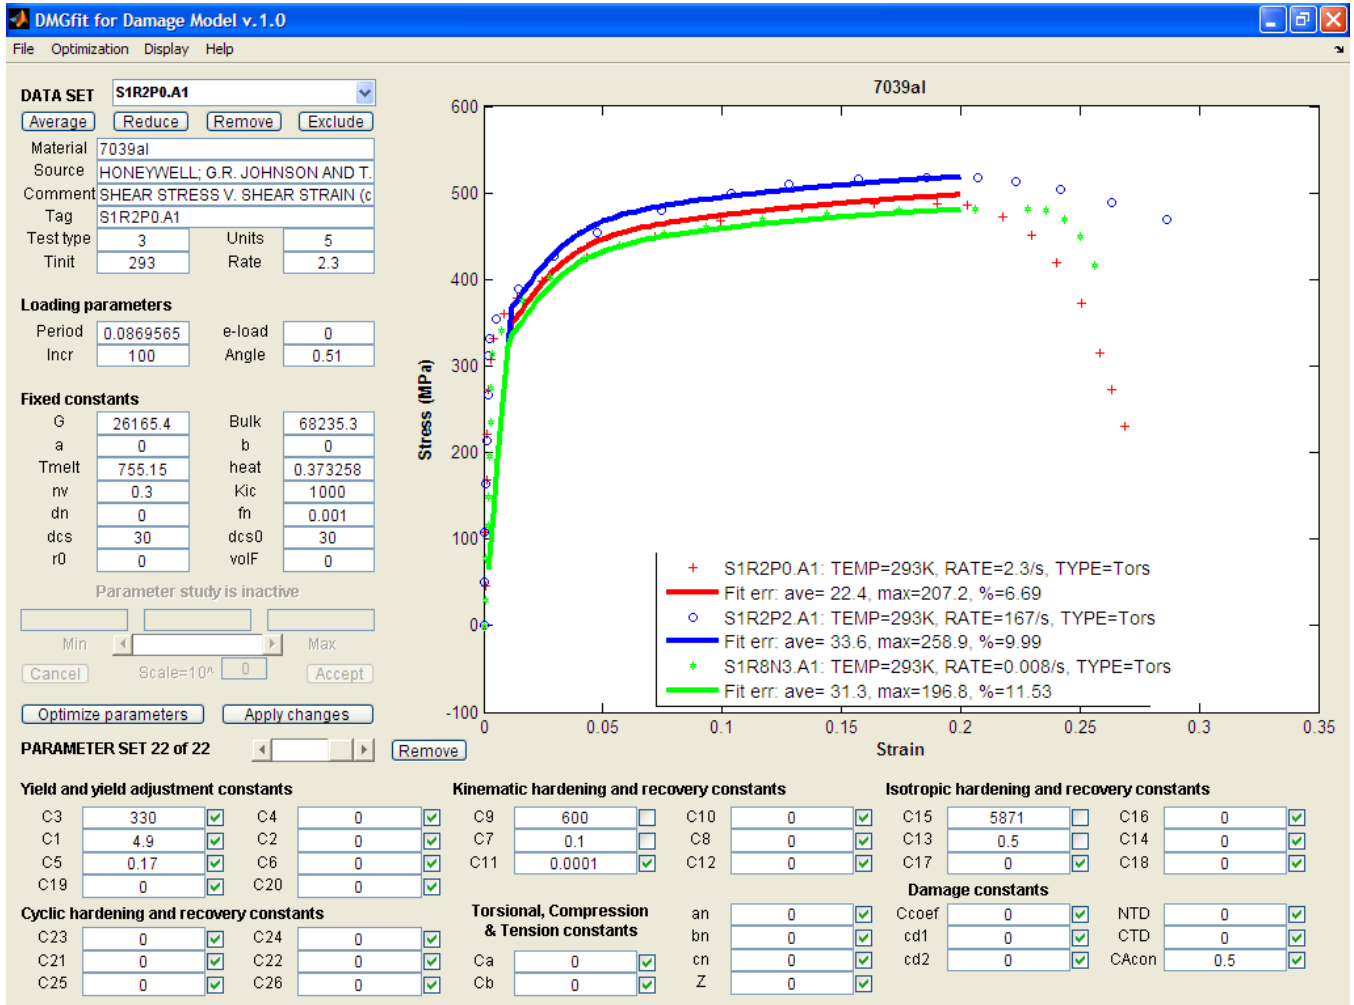 DMGfit for Damage Model v.1.0
File Optimization Display Help
DATA SET S1R2P0.A1
Average Reduce Remove Exclude
Material 7039al
Source HONEYWELL; G.R. JOHNSON AND T.
Comment SHEAR STRESS V. SHEAR STRAIN (c
Tag S1R2P0.A1
Test type 3 Units 5
Tinit 293 Rate 2.3
Loading parameters
Period 0.0869565 e-load 0
Incr 100 Angle 0.51
Fixed constants
G 26165.4 Bulk 68235.3
a 0 b 0
Tmelt 755.15 heat 0.373258
nv 0.3 Kic 1000
dn 0 fn 0.001
dcs 30 dcs0 30
r0 0 volF 0
Parameter study is inactive
Min Max
Cancel Scale=10^ 0 Accept
Optimize parameters Apply changes
PARAMETER SET 22 of 22 Remove
7039al
Stress (MPa)
600
500
400
300
200
100
0
-100
0 0.05 0.1 0.15 0.2 0.25 0.3 0.35
Strain
S1R2P0.A1: TEMP=293K, RATE=2.3/s, TYPE=Tors
Fit err: ave= 22.4, max=207.2, %=6.69
S1R2P2.A1: TEMP=293K, RATE=167/s, TYPE=Tors
Fit err: ave= 33.6, max=258.9, %=9.99
S1R8N3.A1: TEMP=293K, RATE=0.008/s, TYPE=Tors
Fit err: ave= 31.3, max=196.8, %=11.53
Yield and yield adjustment constants
C3 330 C4 0
C1 4.9 C2 0
C5 0.17 C6 0
C19 0 C20 0
Cyclic hardening and recovery constants
C23 0 C24 0
C21 0 C22 0
C25 0 C26 0
Kinematic hardening and recovery constants
C9 600 C10 0
C7 0.1 C8 0
C11 0.0001 C12 0
Torsional, Compression
& Tension constants
Ca 0
Cb 0
an 0
bn 0
cn 0
Z 0
Isotropic hardening and recovery constants
C15 5871 C16 0
C13 0.5 C14 0
C17 0 C18 0
Damage constants
Ccoef 0 NTD 0
cd1 0 CTD 0
cd2 0 CAcon 0.5